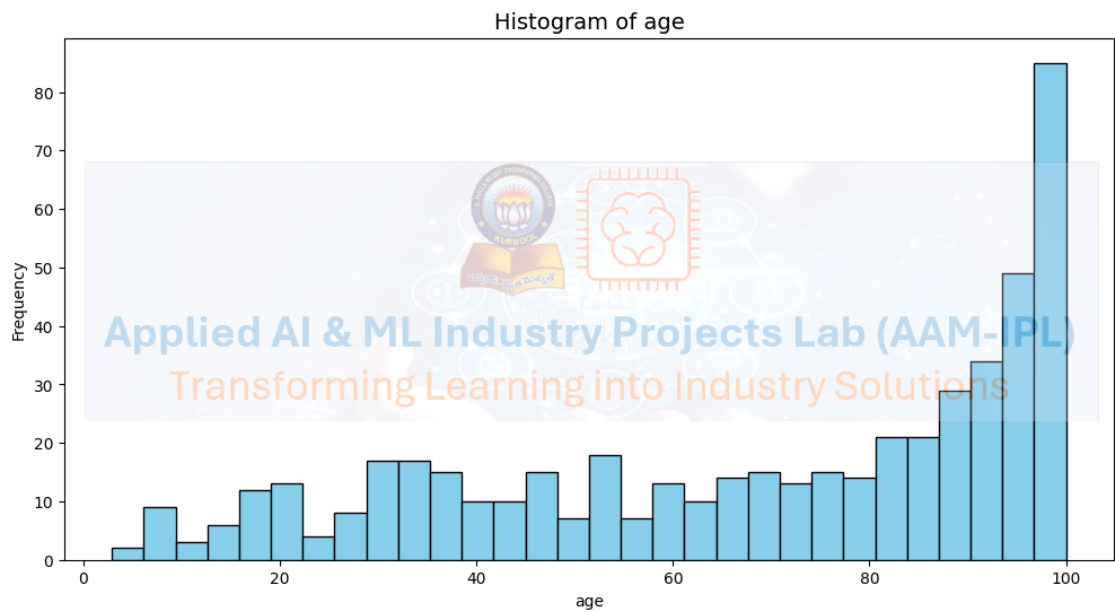 Histogram of age
Frequency
80
70
60
50
40
30
20
10
0
KURNOOL
Applied AI & ML Industry Projects Lab (AAM-IPL)
Transforming Learning into Industry Solutions
0 20 40 60 80 100
age